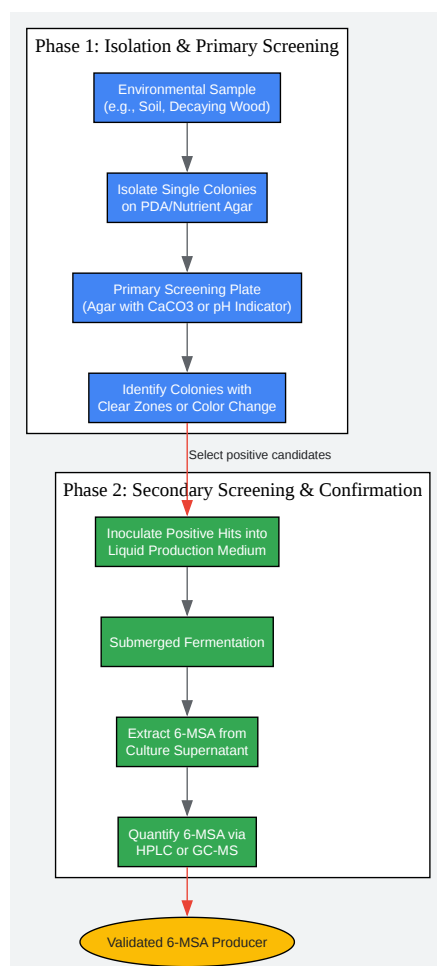 Phase 1: Isolation & Primary Screening
Environmental Sample
(e.g., Soil, Decaying Wood)
Isolate Single Colonies
on PDA/Nutrient Agar
Primary Screening Plate
(Agar with CaCO3 or pH Indicator)
Identify Colonies with
Clear Zones or Color Change
Select positive candidates
Phase 2: Secondary Screening & Confirmation
Inoculate Positive Hits into
Liquid Production Medium
Submerged Fermentation
Extract 6-MSA from
Culture Supernatant
Quantify 6-MSA via
HPLC or GC-MS
Validated 6-MSA Producer